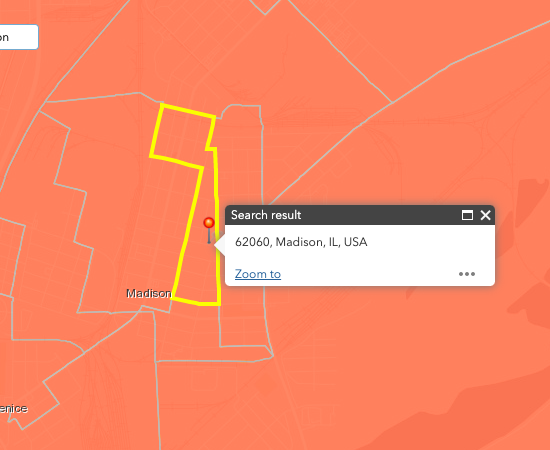 on
Search result
62060, Madison, IL, USA
Zoom to
Madison
enice